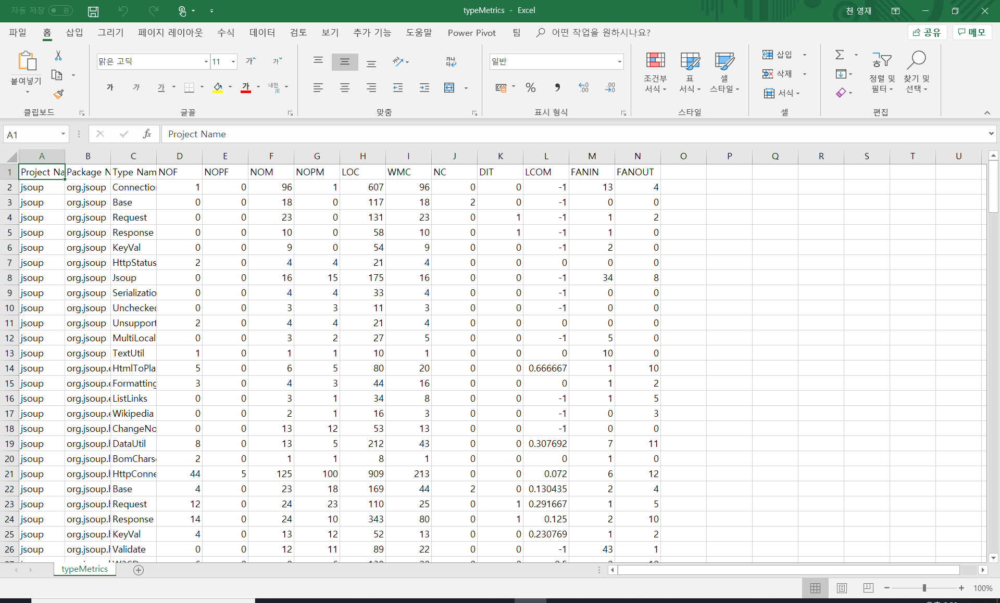 자동 저장 끔 typeMetrics - Excel 천 영재
파일 홈 삽입 그리기 페이지 레이아웃 수식 데이터 검토 보기 추가 기능 도움말 Power Pivot 팀 어떤 작업을 원하시나요? 공유 메모
붙여넣기 맑은 고딕 11 가 가 가 가 가 가 내천 가나다라 일반 % 조건부 서식 표 서식 셀 스타일 삽입 삭제 서식 정렬 및 필터 찾기 및 선택
클립보드 글꼴 맞춤 표시 형식 스타일 셀 편집
A1 fx Project Name
A B C D E F G H I J K L M N O P Q R S T U
1 Project Na Package N Type Nam NOF NOPF NOM NOPM LOC WMC NC DIT LCOM FANIN FANOUT
2 jsoup org.jsoup Connection 1 0 96 1 607 96 0 0 -1 13 4
3 jsoup org.jsoup Base 0 0 18 0 117 18 2 0 -1 0 0
4 jsoup org.jsoup Request 0 0 23 0 131 23 0 1 -1 1 2
5 jsoup org.jsoup Response 0 0 10 0 58 10 0 1 -1 1 0
6 jsoup org.jsoup KeyVal 0 0 9 0 54 9 0 0 -1 2 0
7 jsoup org.jsoup HttpStatus 2 0 4 4 21 4 0 0 0 0 0
8 jsoup org.jsoup Jsoup 0 0 16 15 175 16 0 0 -1 34 8
9 jsoup org.jsoup Serializatio 0 0 4 4 33 4 0 0 -1 0 0
10 jsoup org.jsoup Unchecked 0 0 3 3 11 3 0 0 -1 0 0
11 jsoup org.jsoup Unsupport 2 0 4 4 21 4 0 0 0 0 0
12 jsoup org.jsoup MultiLocal 0 0 3 2 27 5 0 0 -1 5 0
13 jsoup org.jsoup TextUtil 1 0 1 1 10 1 0 0 0 10 0
14 jsoup org.jsoup.e HtmlToPla 5 0 6 5 80 20 0 0 0.666667 1 10
15 jsoup org.jsoup.e Formatting 3 0 4 3 44 16 0 0 0 1 2
16 jsoup org.jsoup.e ListLinks 0 0 3 1 34 8 0 0 -1 1 5
17 jsoup org.jsoup.e Wikipedia 0 0 2 1 16 3 0 0 -1 0 3
18 jsoup org.jsoup.h ChangeNo 0 0 13 12 53 13 0 0 -1 0 0
19 jsoup org.jsoup.h DataUtil 8 0 13 5 212 43 0 0 0.307692 7 11
20 jsoup org.jsoup.h BomChars 2 0 1 1 8 1 0 0 0 1 0
21 jsoup org.jsoup.h HttpConne 44 5 125 100 909 213 0 0 0.072 6 12
22 jsoup org.jsoup.h Base 4 0 23 18 169 44 2 0 0.130435 2 4
23 jsoup org.jsoup.h Request 12 0 24 23 110 25 0 1 0.291667 1 5
24 jsoup org.jsoup.h Response 14 0 24 10 343 80 0 1 0.125 2 10
25 jsoup org.jsoup.h KeyVal 4 0 13 12 52 13 0 0 0.230769 1 2
26 jsoup org.jsoup.h Validate 0 0 12 11 89 22 0 0 -1 43 1
typeMetrics
100%